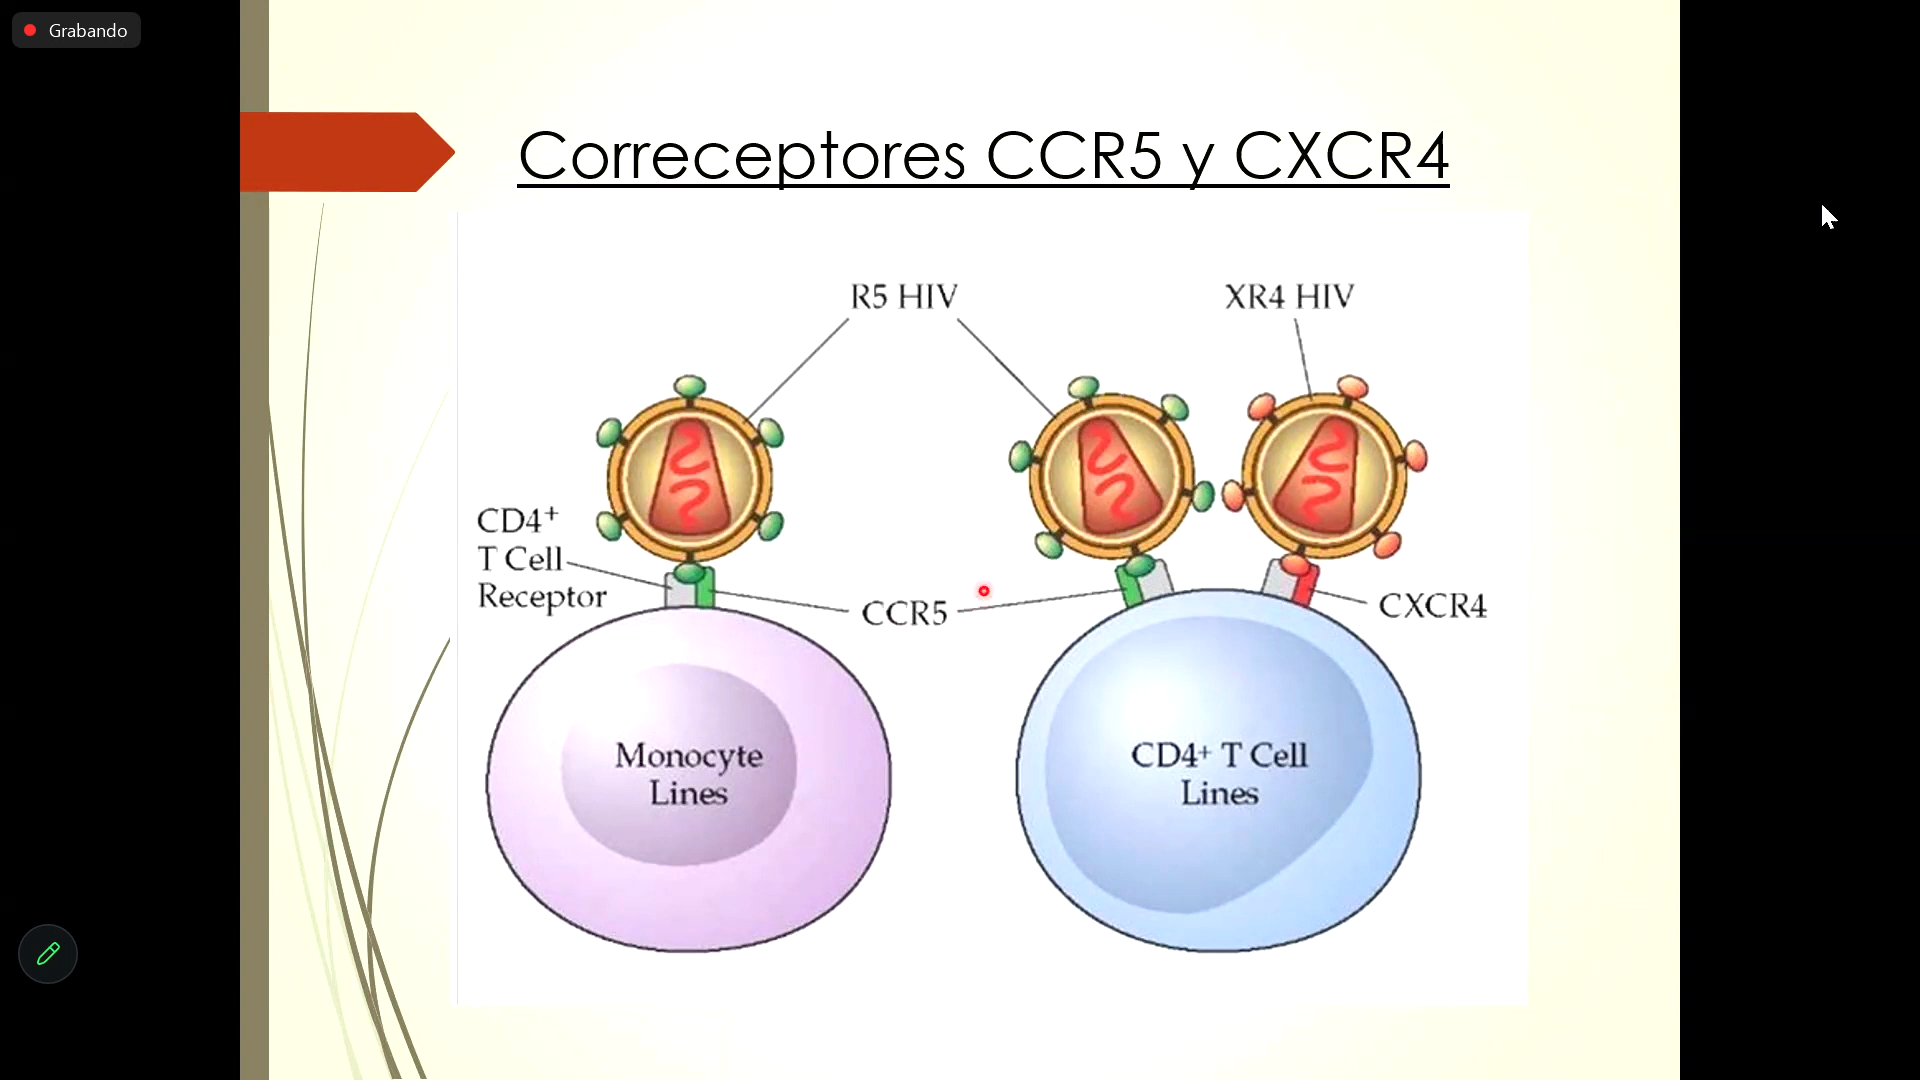 Grabando
Correceptores CCR5 y CXCR4
R5 HIV
XR4 HIV
CD4⁺
T Cell
Receptor
CCR5
CXCR4
Monocyte
Lines
CD4⁺ T Cell
Lines